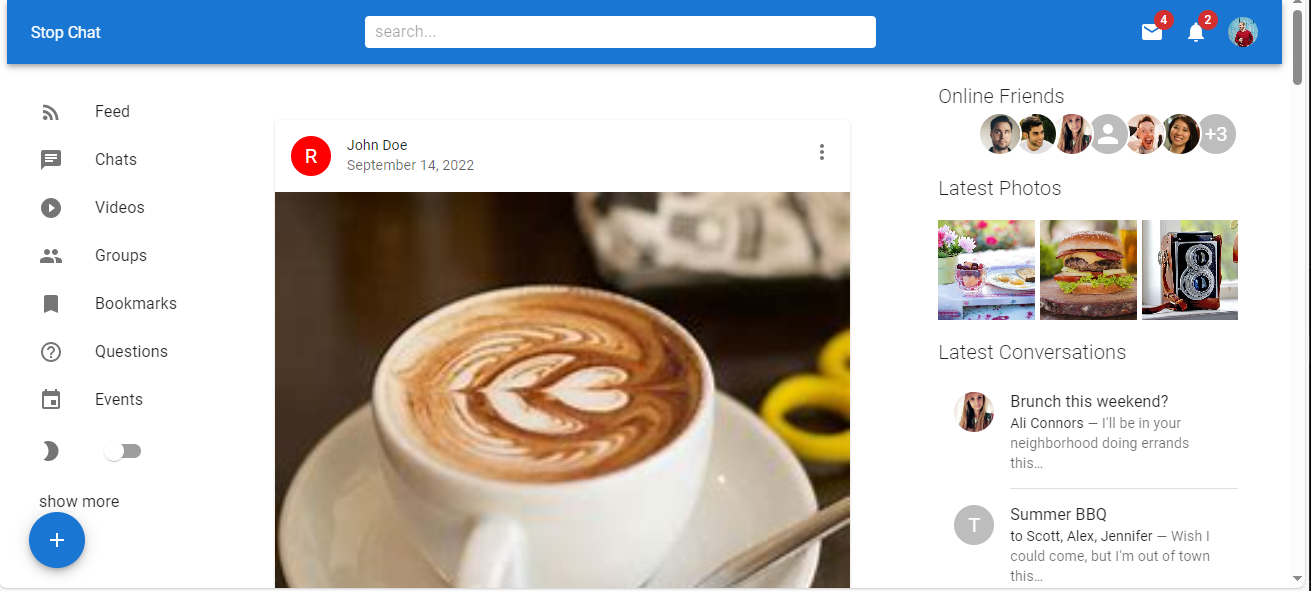 Stop Chat
search...
4
2
Feed
Chats
Videos
Groups
Bookmarks
Questions
Events
show more
+
R
John Doe
September 14, 2022
Online Friends
+3
Latest Photos
8
Latest Conversations
Brunch this weekend?
Ali Connors — I'll be in your
neighborhood doing errands
this…
T
Summer BBQ
to Scott, Alex, Jennifer — Wish I
could come, but I'm out of town
this…